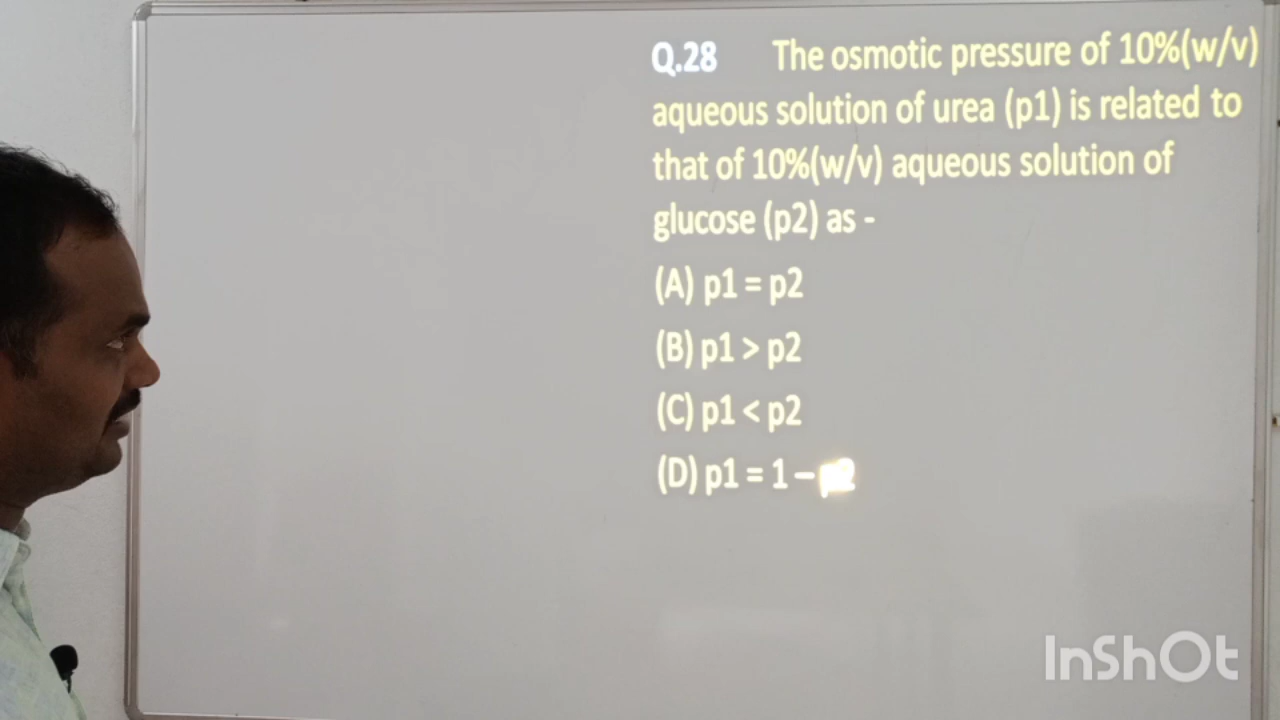 Q.28 The osmotic pressure of 10%(w/v)
aqueous solution of urea (p1) is related to
that of 10%(w/v) aqueous solution of
glucose (p2) as -
(A) p1 = p2
(B) p1 > p2
(C) p1 < p2
(D) p1 = 1 – p2
InShOt